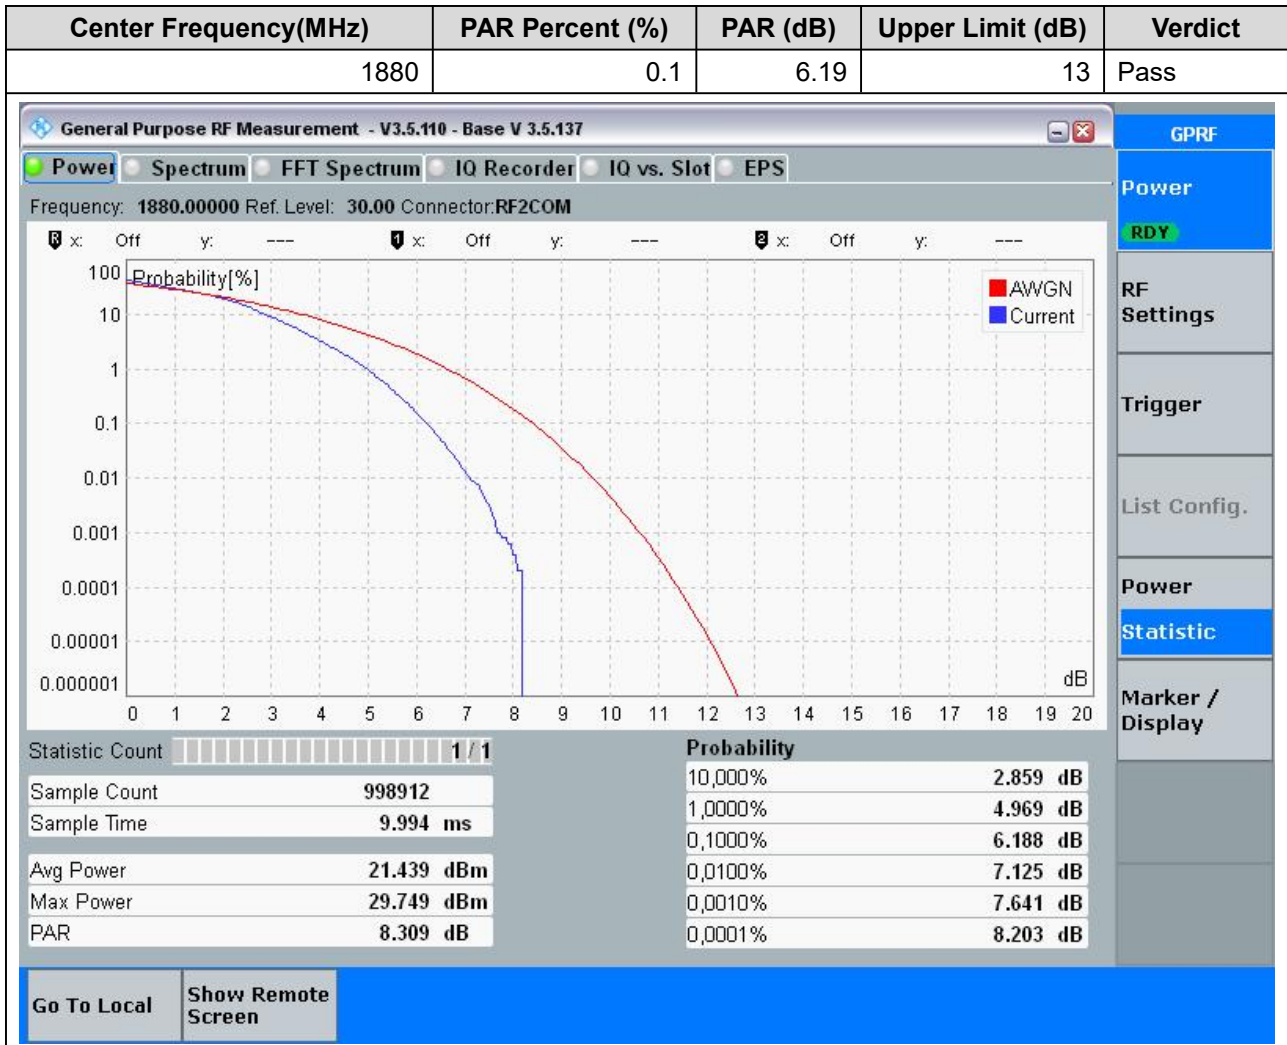 Center Frequency(MHz) PAR Percent (%) PAR (dB) Upper Limit (dB) Verdict
1880 0.1 6.19 13 Pass
General Purpose RF Measurement - V3.5.110 - Base V 3.5.137
Power Spectrum FFT Spectrum IQ Recorder IQ vs. Slot EPS
Frequency: 1880.00000 Ref. Level: 30.00 Connector:RF2COM
R x: Off y: --- 1 x: Off y: --- 2 x: Off y: ---
Probability[%]
100
10
1
0.1
0.01
0.001
0.0001
0.00001
0.000001
AWGN
Current
dB
0 1 2 3 4 5 6 7 8 9 10 11 12 13 14 15 16 17 18 19 20
Statistic Count 1 / 1
Sample Count 998912
Sample Time 9.994 ms
Avg Power 21.439 dBm
Max Power 29.749 dBm
PAR 8.309 dB
Probability
10,000% 2.859 dB
1,0000% 4.969 dB
0,1000% 6.188 dB
0,0100% 7.125 dB
0,0010% 7.641 dB
0,0001% 8.203 dB
GPRF
Power
RDY
RF
Settings
Trigger
List Config.
Power
Statistic
Marker /
Display
Go To Local
Show Remote
Screen